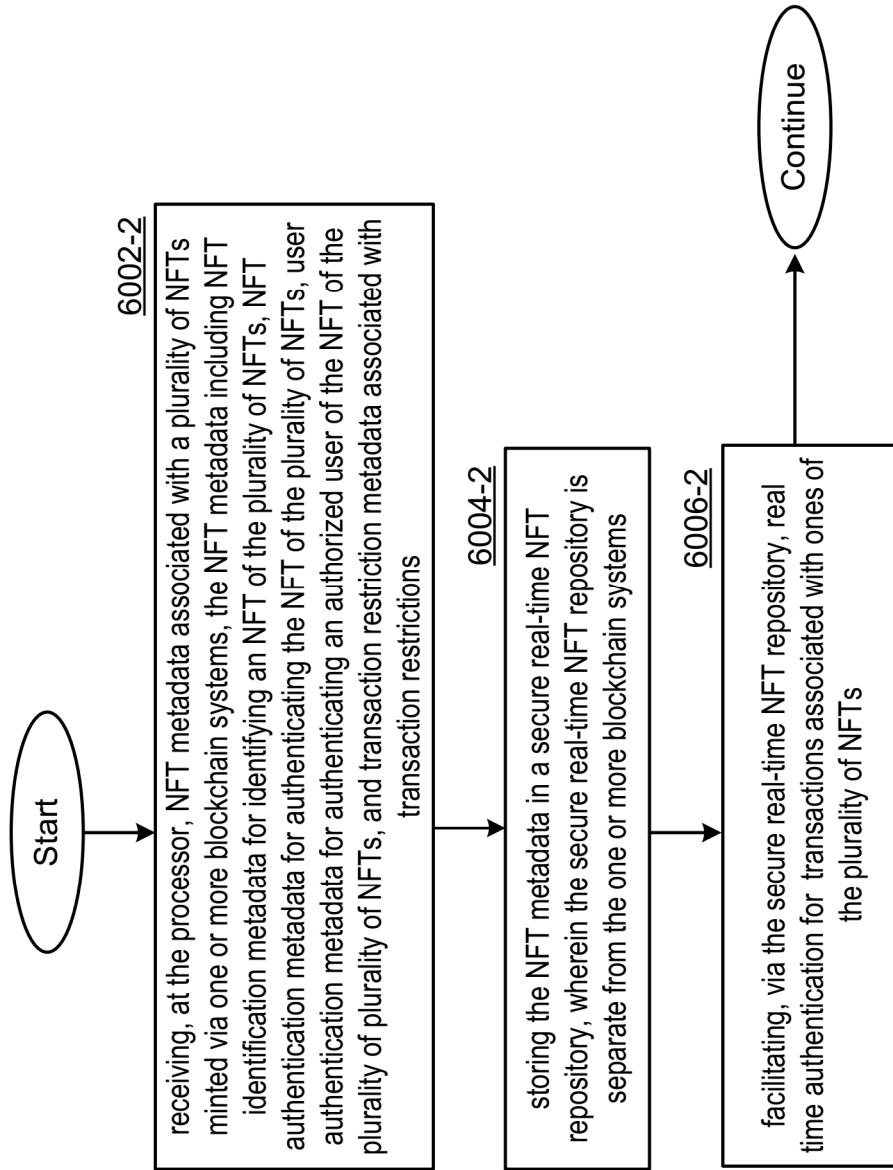 Start
6002-2
receiving, at the processor, NFT metadata associated with a plurality of NFTs
minted via one or more blockchain systems, the NFT metadata including NFT
identification metadata for identifying an NFT of the plurality of NFTs, NFT
authentication metadata for authenticating the NFT of the plurality of NFTs, user
authentication metadata for authenticating an authorized user of the NFT of the
plurality of plurality of NFTs, and transaction restriction metadata associated with
transaction restrictions
6004-2
storing the NFT metadata in a secure real-time NFT
repository, wherein the secure real-time NFT repository is
separate from the one or more blockchain systems
6006-2
facilitating, via the secure real-time NFT repository, real
time authentication for transactions associated with ones of
the plurality of NFTs
Continue